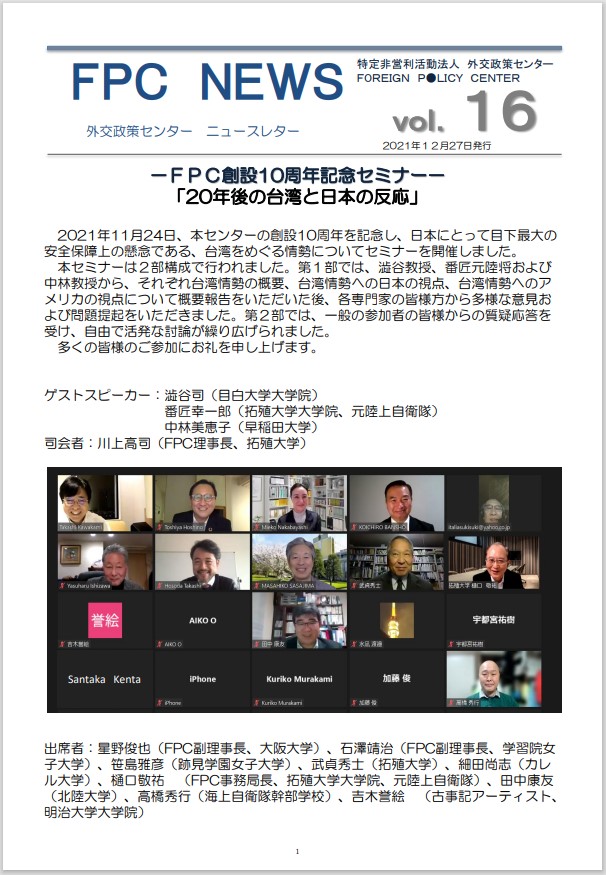 FPC NEWS
特定非営利活動法人 外交政策センター
FOREIGN P●LICY CENTER
外交政策センター ニュースレター
vol. 16
2021年12月27日発行
－ＦＰＣ創設10周年記念セミナー－
「20年後の台湾と日本の反応」
2021年11月24日、本センターの創設10周年を記念し、日本にとって目下最大の
安全保障上の懸念である、台湾をめぐる情勢についてセミナーを開催しました。
本セミナーは２部構成で行われました。第１部では、澁谷教授、番匠元陸将および
中林教授から、それぞれ台湾情勢の概要、台湾情勢への日本の視点、台湾情勢へのア
メリカの視点について概要報告をいただいた後、各専門家の皆様方から多様な意見お
よび問題提起をいただきました。第２部では、一般の参加者の皆様からの質疑応答を
受け、自由で活発な討論が繰り広げられました。
多くの皆様のご参加にお礼を申し上げます。
ゲストスピーカー：澁谷司（目白大学大学院）
番匠幸一郎（拓殖大学大学院、元陸上自衛隊）
中林美恵子（早稲田大学）
司会者：川上高司（FPC理事長、拓殖大学）
Takashi Kawakami
Toshiya Hoshino
Mieko Nakabayashi
KOICHIRO BANSHO
italiasukisuki@yahoo.co.jp
Yasuharu Ishizawa
Hosoda Takashi
MASAHIKO SASAJIMA
武貞秀士
拓殖大学 樋口 敬祐
誉絵
AIKO O
宇都宮祐樹
吉木誉絵
AIKO O
田中 康友
宇都宮祐樹
Santaka Kenta
iPhone
Kuriko Murakami
加藤 俊
iPhone
Kuriko Murakami
加藤 俊
高橋 秀行
出席者：星野俊也（FPC副理事長、大阪大学）、石澤靖治（FPC副理事長、学習院女
子大学）、笹島雅彦（跡見学園女子大学）、武貞秀士（拓殖大学）、細田尚志（カレ
ル大学）、樋口敬祐 （FPC事務局長、拓殖大学大学院、元陸上自衛隊）、田中康友
（北陸大学）、高橋秀行（海上自衛隊幹部学校）、吉木誉絵 （古事記アーティスト、
明治大学大学院）
1